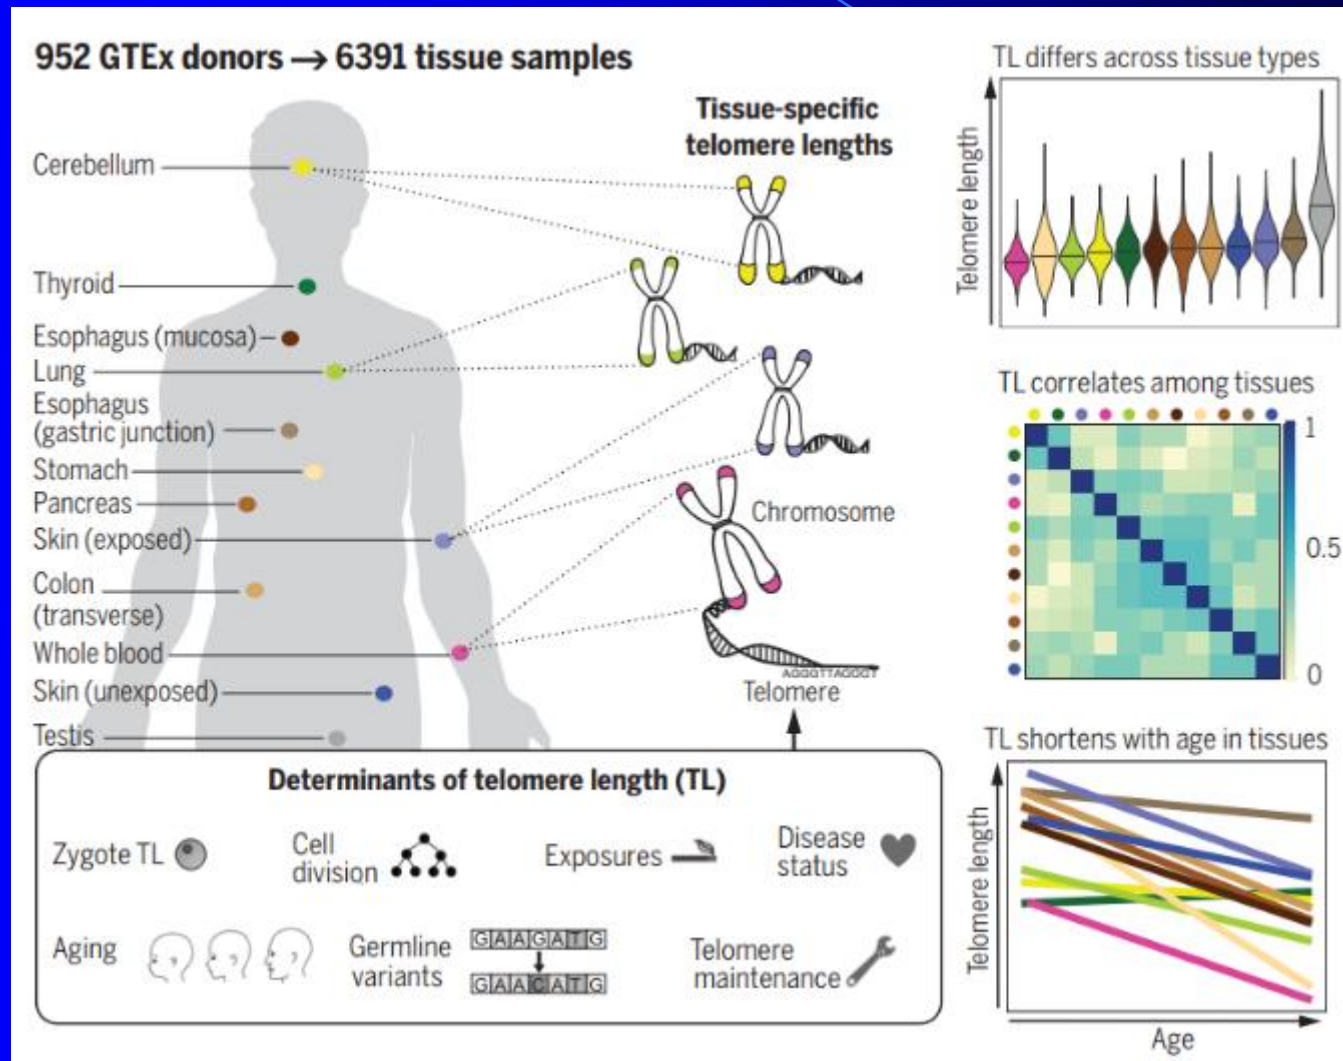 952 GTEx donors → 6391 tissue samples
Cerebellum
Thyroid
Esophagus (mucosa)
Lung
Esophagus
(gastric junction)
Stomach
Pancreas
Skin (exposed)
Colon
(transverse)
Whole blood
Skin (unexposed)
Testis
Tissue-specific
telomere lengths
Chromosome
AGGGTTAGGGT
Telomere
Determinants of telomere length (TL)
Zygote TL
Cell
division
Exposures
Disease
status
Aging
Germline
variants
GAAGATG
GAACATG
Telomere
maintenance
TL differs across tissue types
Telomere length
TL correlates among tissues
1
0.5
0
TL shortens with age in tissues
Telomere length
Age